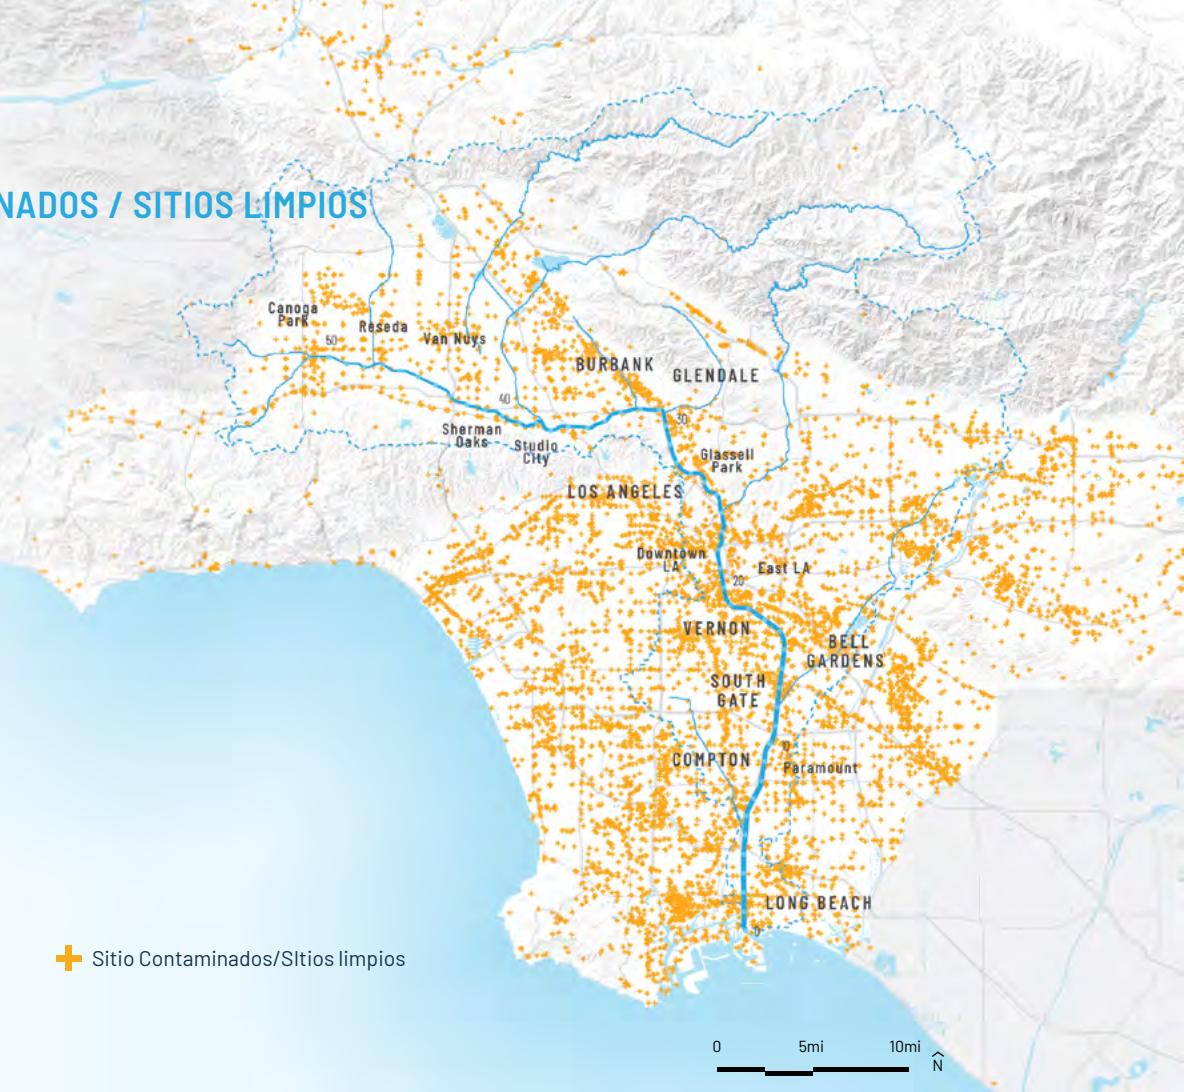 NADOS / SITIOS LIMPIOS
Canoga
Park
50
Reseda
Van Nuys
BURBANK
GLENDALE
40
30
Sherman
Oaks
Studio
City
Glassell
Park
LOS ANGELES
Downtown
LA
East LA
20
VERNON
BELL
GARDENS
SOUTH
GATE
COMPTON
Paramount
LONG BEACH
0
Sitio Contaminados/SItios limpios
0 5mi 10mi
N